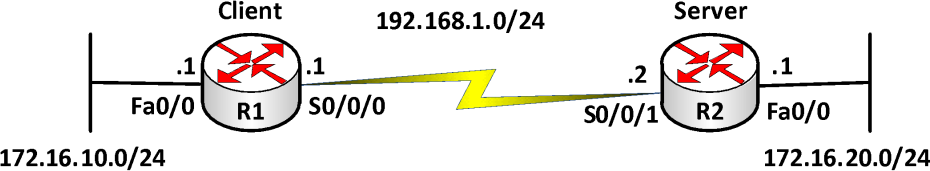 Client
192.168.1.0/24
Server
.1
.1
.2
.1
Fa0/0
R1
S0/0/0
S0/0/1
R2
Fa0/0
172.16.10.0/24
172.16.20.0/24